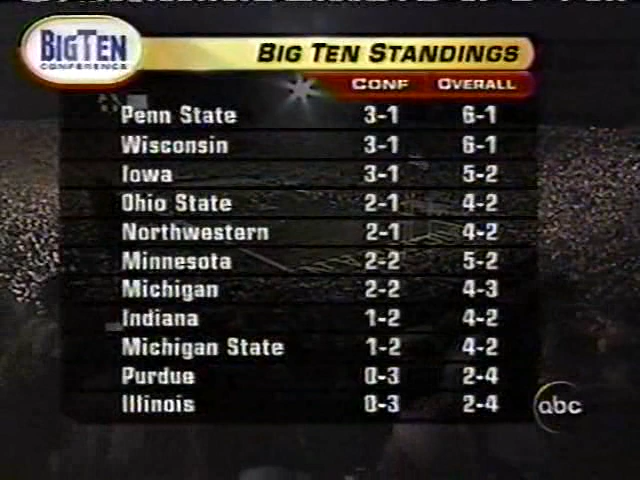 BIG TEN
CONFERENCE
BIG TEN STANDINGS
CONF OVERALL
Penn State 3-1 6-1
Wisconsin 3-1 6-1
Iowa 3-1 5-2
Ohio State 2-1 4-2
Northwestern 2-1 4-2
Minnesota 2-2 5-2
Michigan 2-2 4-3
Indiana 1-2 4-2
Michigan State 1-2 4-2
Purdue 0-3 2-4
Illinois 0-3 2-4
abc